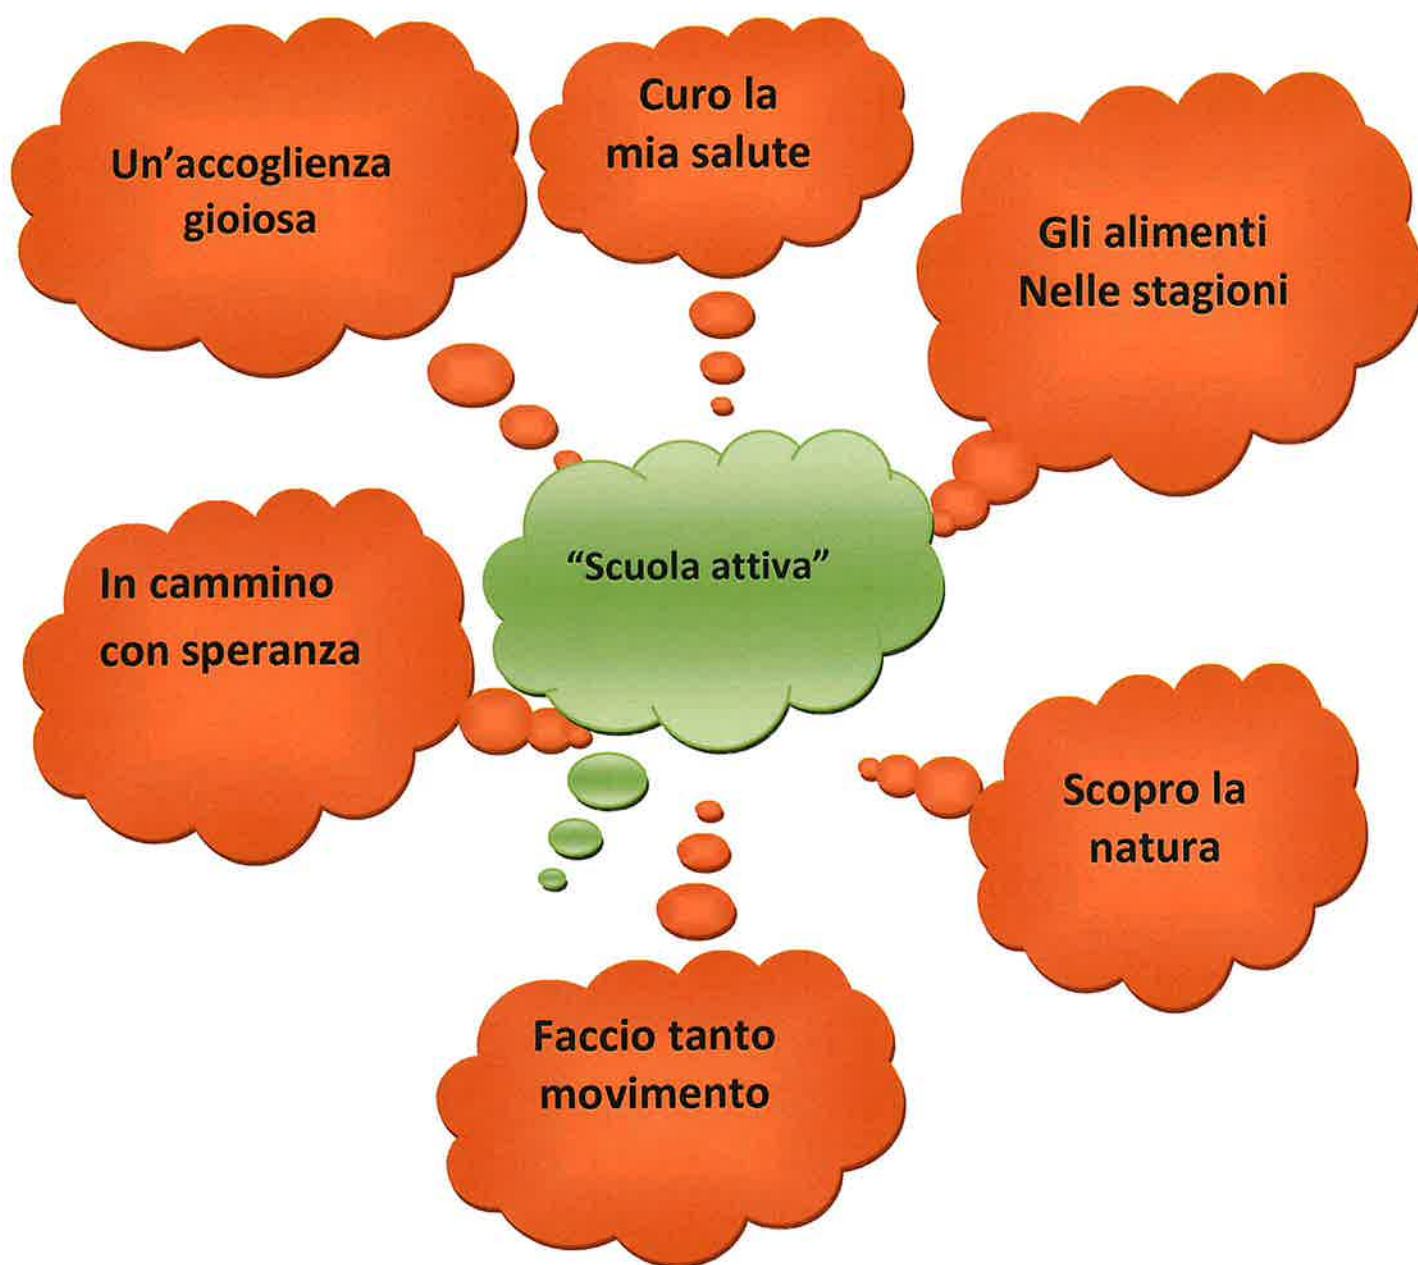 Un’accoglienza
gioiosa
Curo la
mia salute
Gli alimenti
Nelle stagioni
“Scuola attiva”
In cammino
con speranza
Scopro la
natura
Faccio tanto
movimento